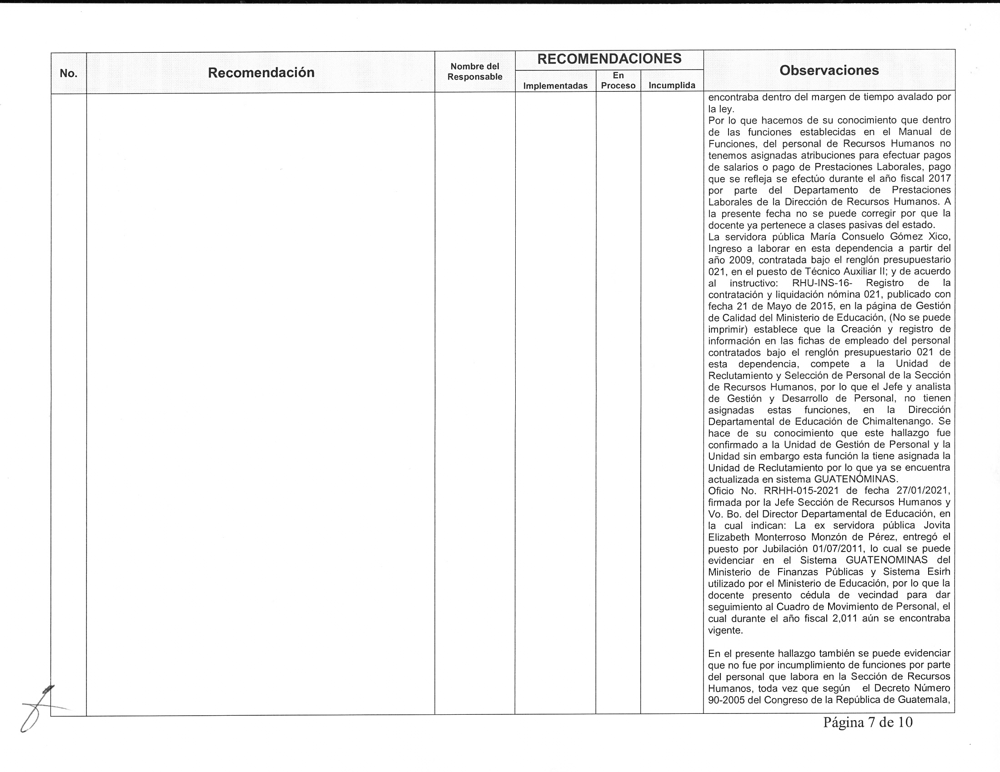 No.
Recomendación
Nombre del
Responsable
RECOMENDACIONES
Implementadas
En
Proceso
Incumplida
Observaciones
encontraba dentro del margen de tiempo avalado por
la ley.
Por lo que hacemos de su conocimiento que dentro
de las funciones establecidas en el Manual de
Funciones, del personal de Recursos Humanos no
tenemos asignadas atribuciones para efectuar pagos
de salarios o pago de Prestaciones Laborales, pago
que se refleja se efectúo durante el año fiscal 2017
por parte del Departamento de Prestaciones
Laborales de la Dirección de Recursos Humanos. A
la presente fecha no se puede corregir por que la
docente ya pertenece a clases pasivas del estado.
La servidora pública María Consuelo Gómez Xico,
Ingreso a laborar en esta dependencia a partir del
año 2009, contratada bajo el renglón presupuestario
021, en el puesto de Técnico Auxiliar II; y de acuerdo
al instructivo: RHU-INS-16- Registro de la
contratación y liquidación nómina 021, publicado con
fecha 21 de Mayo de 2015, en la página de Gestión
de Calidad del Ministerio de Educación, (No se puede
imprimir) establece que la Creación y registro de
información en las fichas de empleado del personal
contratados bajo el renglón presupuestario 021 de
esta dependencia, compete a la Unidad de
Reclutamiento y Selección de Personal de la Sección
de Recursos Humanos, por lo que el Jefe y analista
de Gestión y Desarrollo de Personal, no tienen
asignadas estas funciones, en la Dirección
Departamental de Educación de Chimaltenango. Se
hace de su conocimiento que este hallazgo fue
confirmado a la Unidad de Gestión de Personal y la
Unidad sin embargo esta función la tiene asignada la
Unidad de Reclutamiento por lo que ya se encuentra
actualizada en sistema GUATENÓMINAS.
Oficio No. RRHH-015-2021 de fecha 27/01/2021,
firmada por la Jefe Sección de Recursos Humanos y
Vo. Bo. del Director Departamental de Educación, en
la cual indican: La ex servidora pública Jovita
Elizabeth Monterroso Monzón de Pérez, entregó el
puesto por Jubilación 01/07/2011, lo cual se puede
evidenciar en el Sistema GUATENOMINAS del
Ministerio de Finanzas Públicas y Sistema Esirh
utilizado por el Ministerio de Educación, por lo que la
docente presento cédula de vecindad para dar
seguimiento al Cuadro de Movimiento de Personal, el
cual durante el año fiscal 2,011 aún se encontraba
vigente.
En el presente hallazgo también se puede evidenciar
que no fue por incumplimiento de funciones por parte
del personal que labora en la Sección de Recursos
Humanos, toda vez que según el Decreto Número
90-2005 del Congreso de la República de Guatemala,
Página 7 de 10